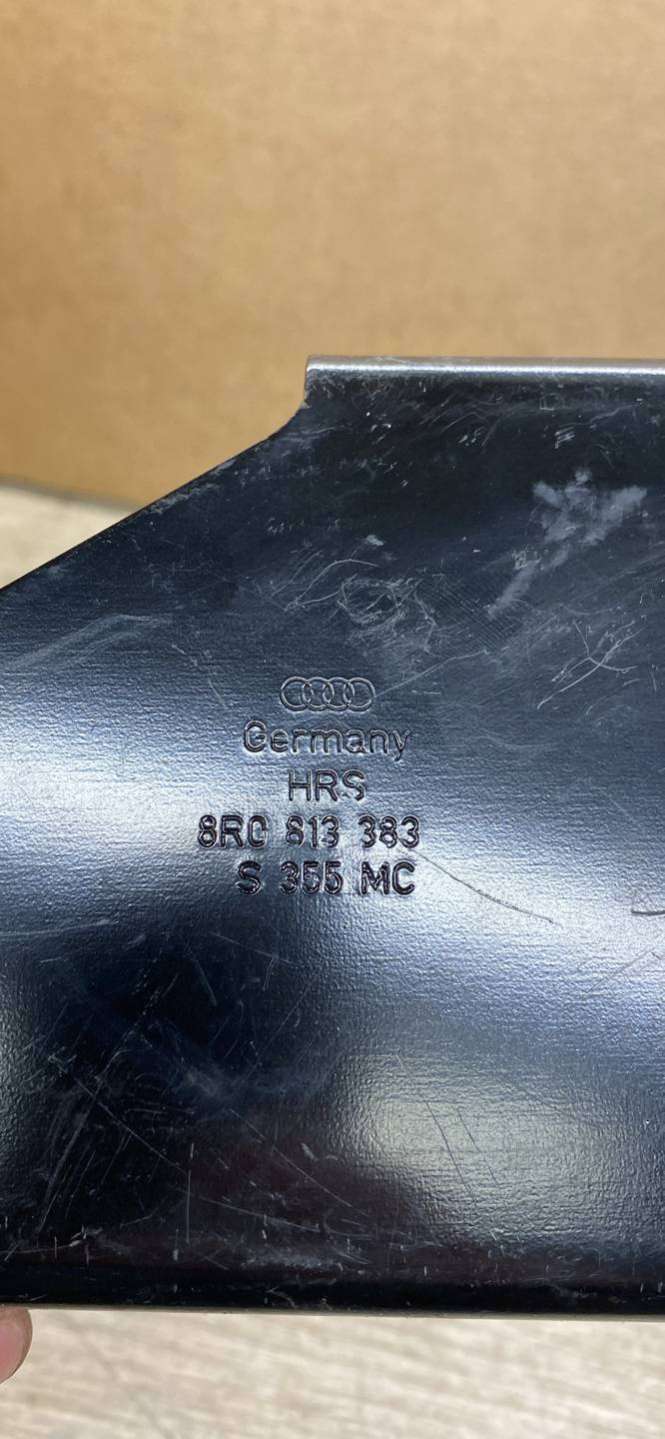 Germany
HRS
8R0 813 383
S 355 MC